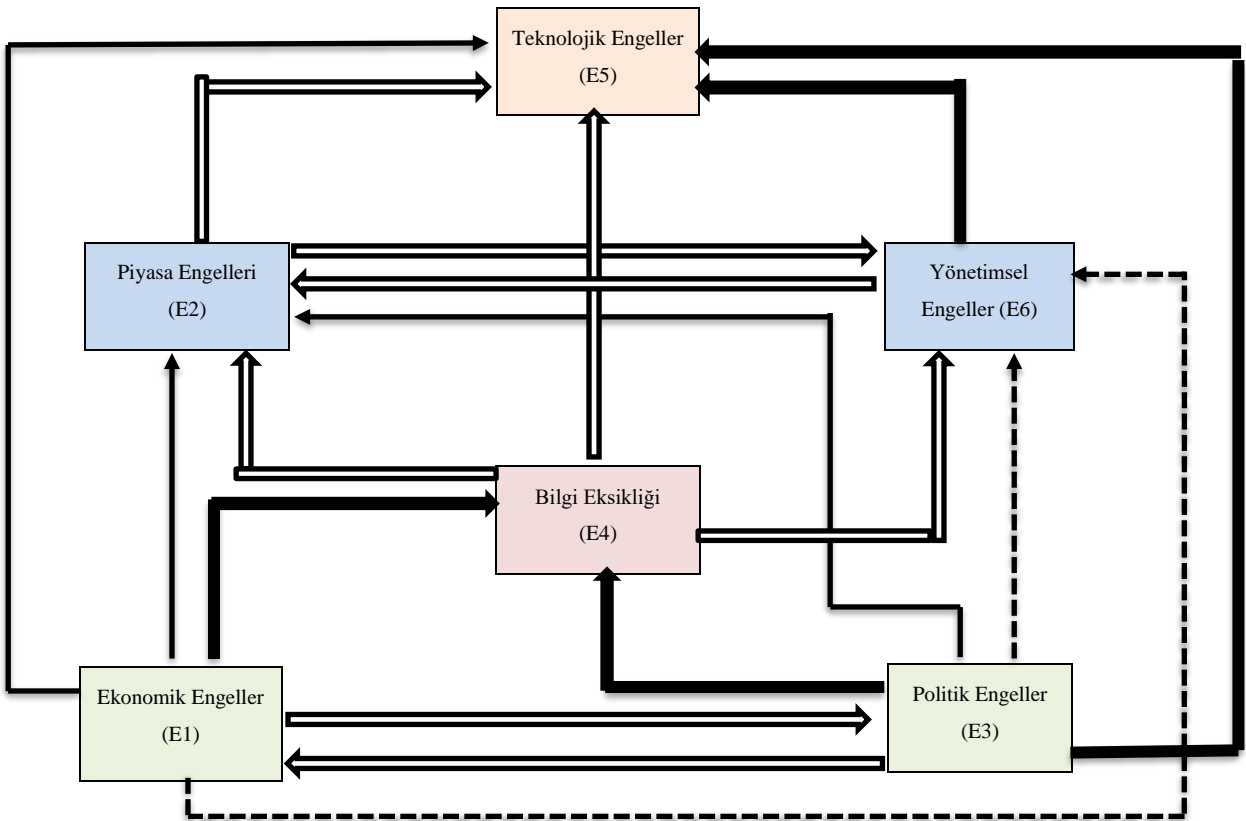 Teknolojik Engeller
(E5)
Piyasa Engelleri
(E2)
Yönetimsel
Engeller (E6)
Bilgi Eksikliği
(E4)
Ekonomik Engeller
(E1)
Politik Engeller
(E3)